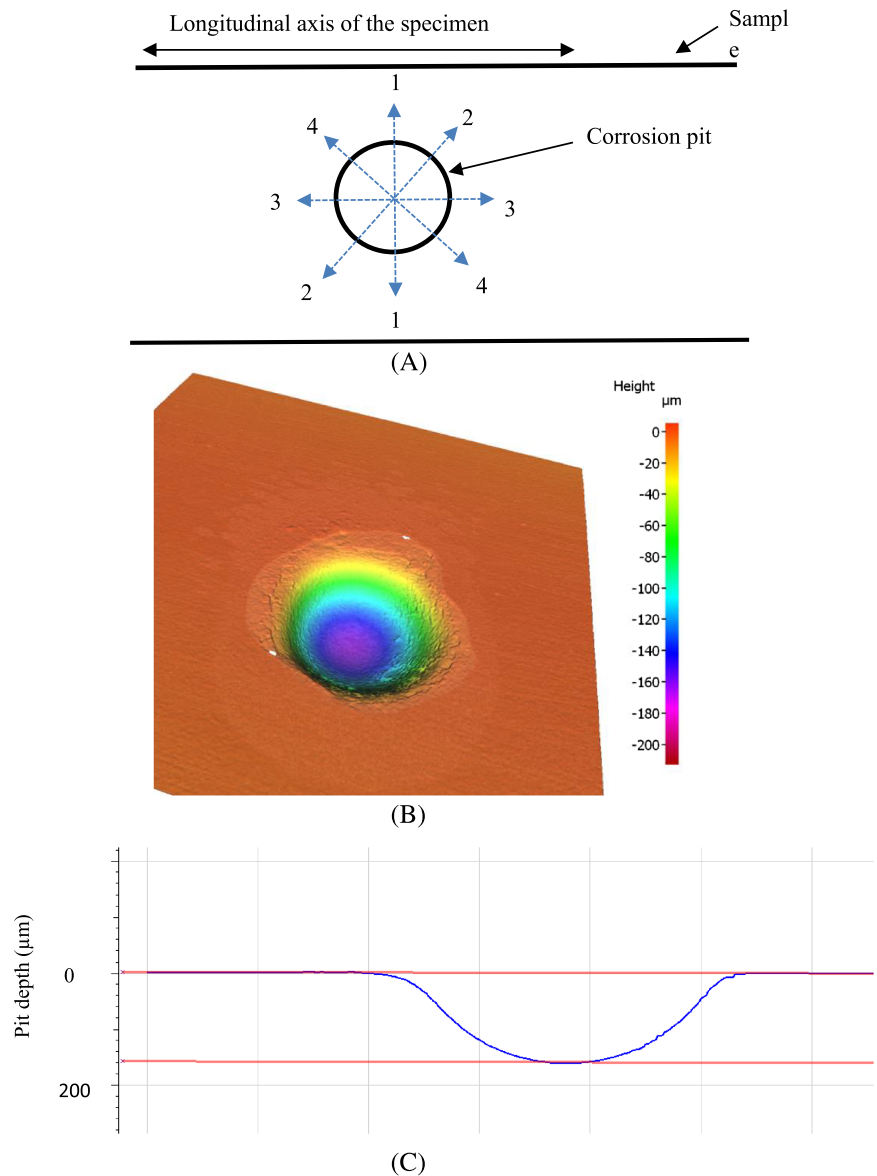 Longitudinal axis of the specimen
Sampl
e
1
2
4
Corrosion pit
3
3
2
4
1
(A)
Height
µm
0
-20
-40
-60
-80
-100
-120
-140
-160
-180
-200
(B)
Pit depth (µm)
0
200
(C)